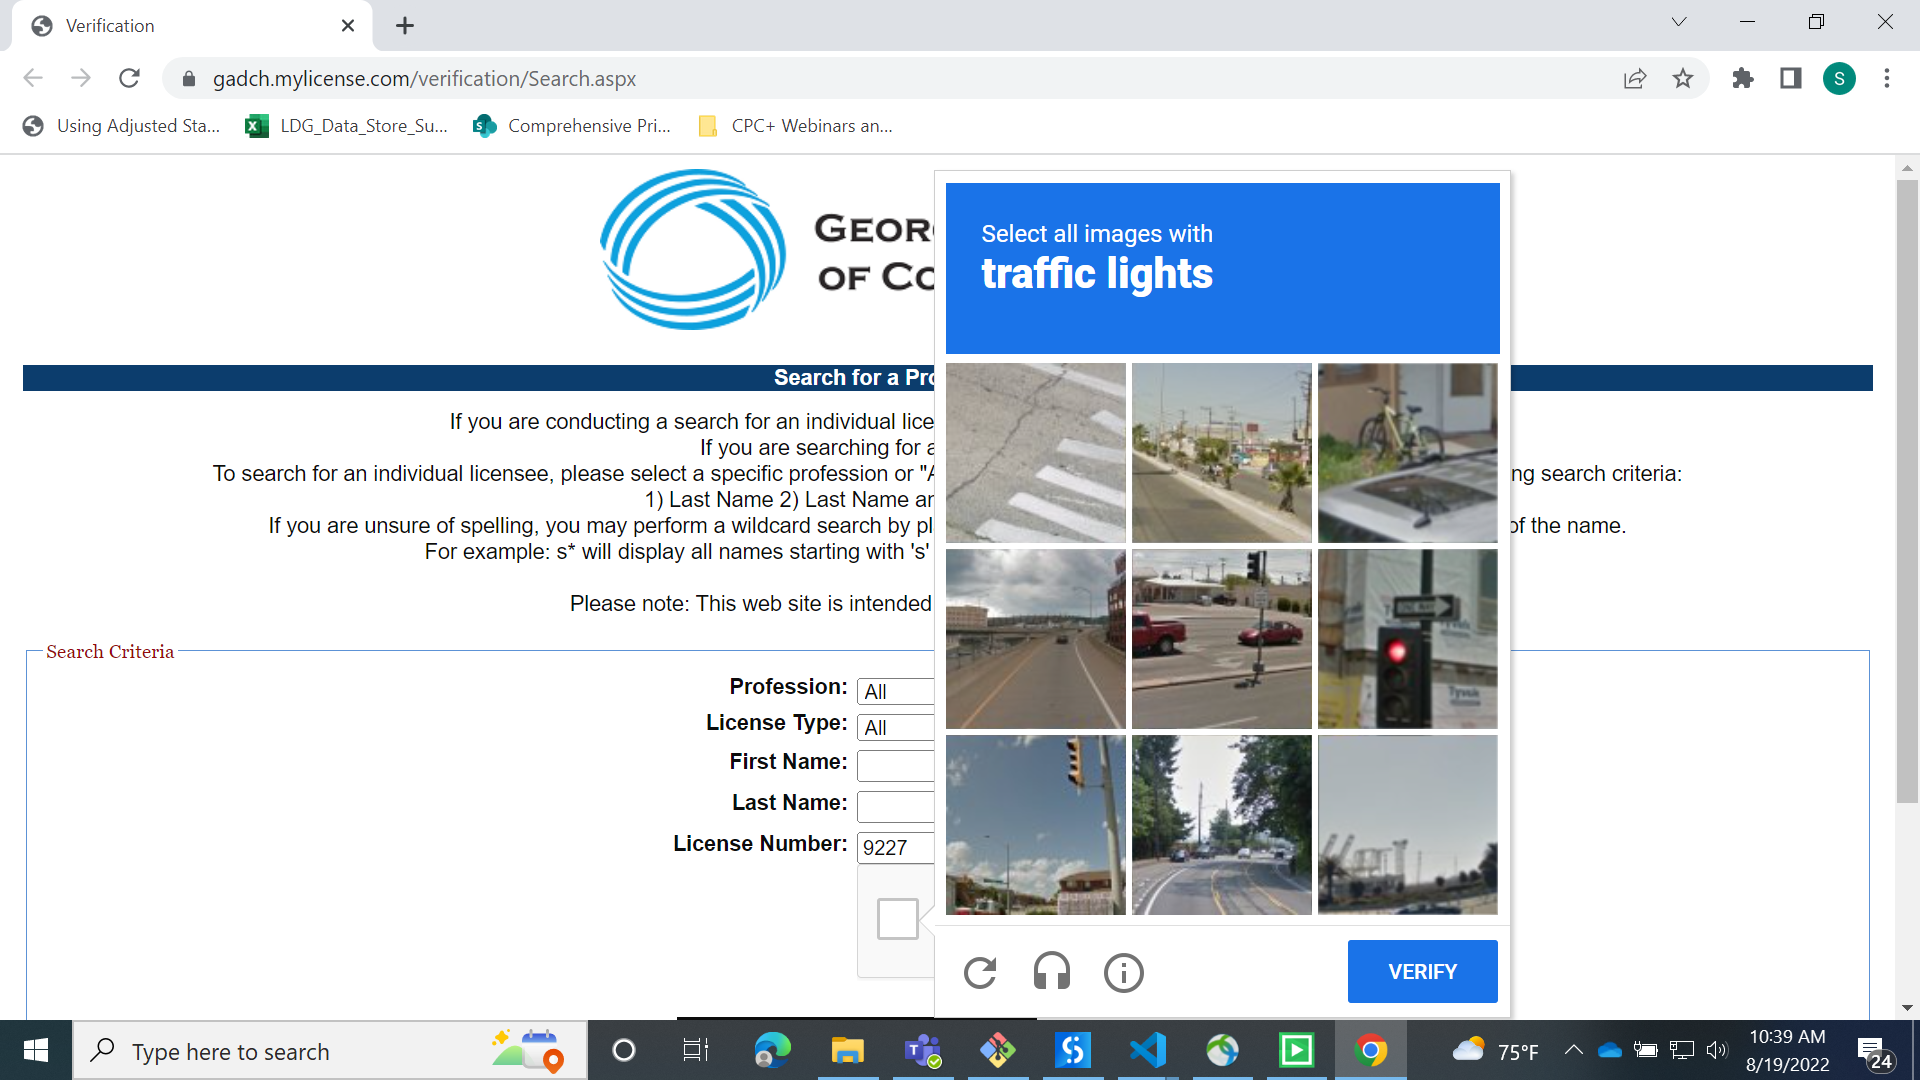 Verification
gadch.mylicense.com/verification/Search.aspx
S
Using Adjusted Sta...
LDG_Data_Store_Su...
Comprehensive Pri...
CPC+ Webinars an...
GEOR
OF CO
Select all images with
traffic lights
Search for a Pro
If you are conducting a search for an individual lice
If you are searching for a
To search for an individual licensee, please select a specific profession or "A
ng search criteria:
1) Last Name 2) Last Name an
If you are unsure of spelling, you may perform a wildcard search by pl
of the name.
For example: s* will display all names starting with 's'
Please note: This web site is intended
Search Criteria
Profession: All
License Type: All
First Name:
Last Name:
License Number: 9227
ONE WAY
Tyvek
VERIFY
Type here to search
75°F
10:39 AM
8/19/2022
24